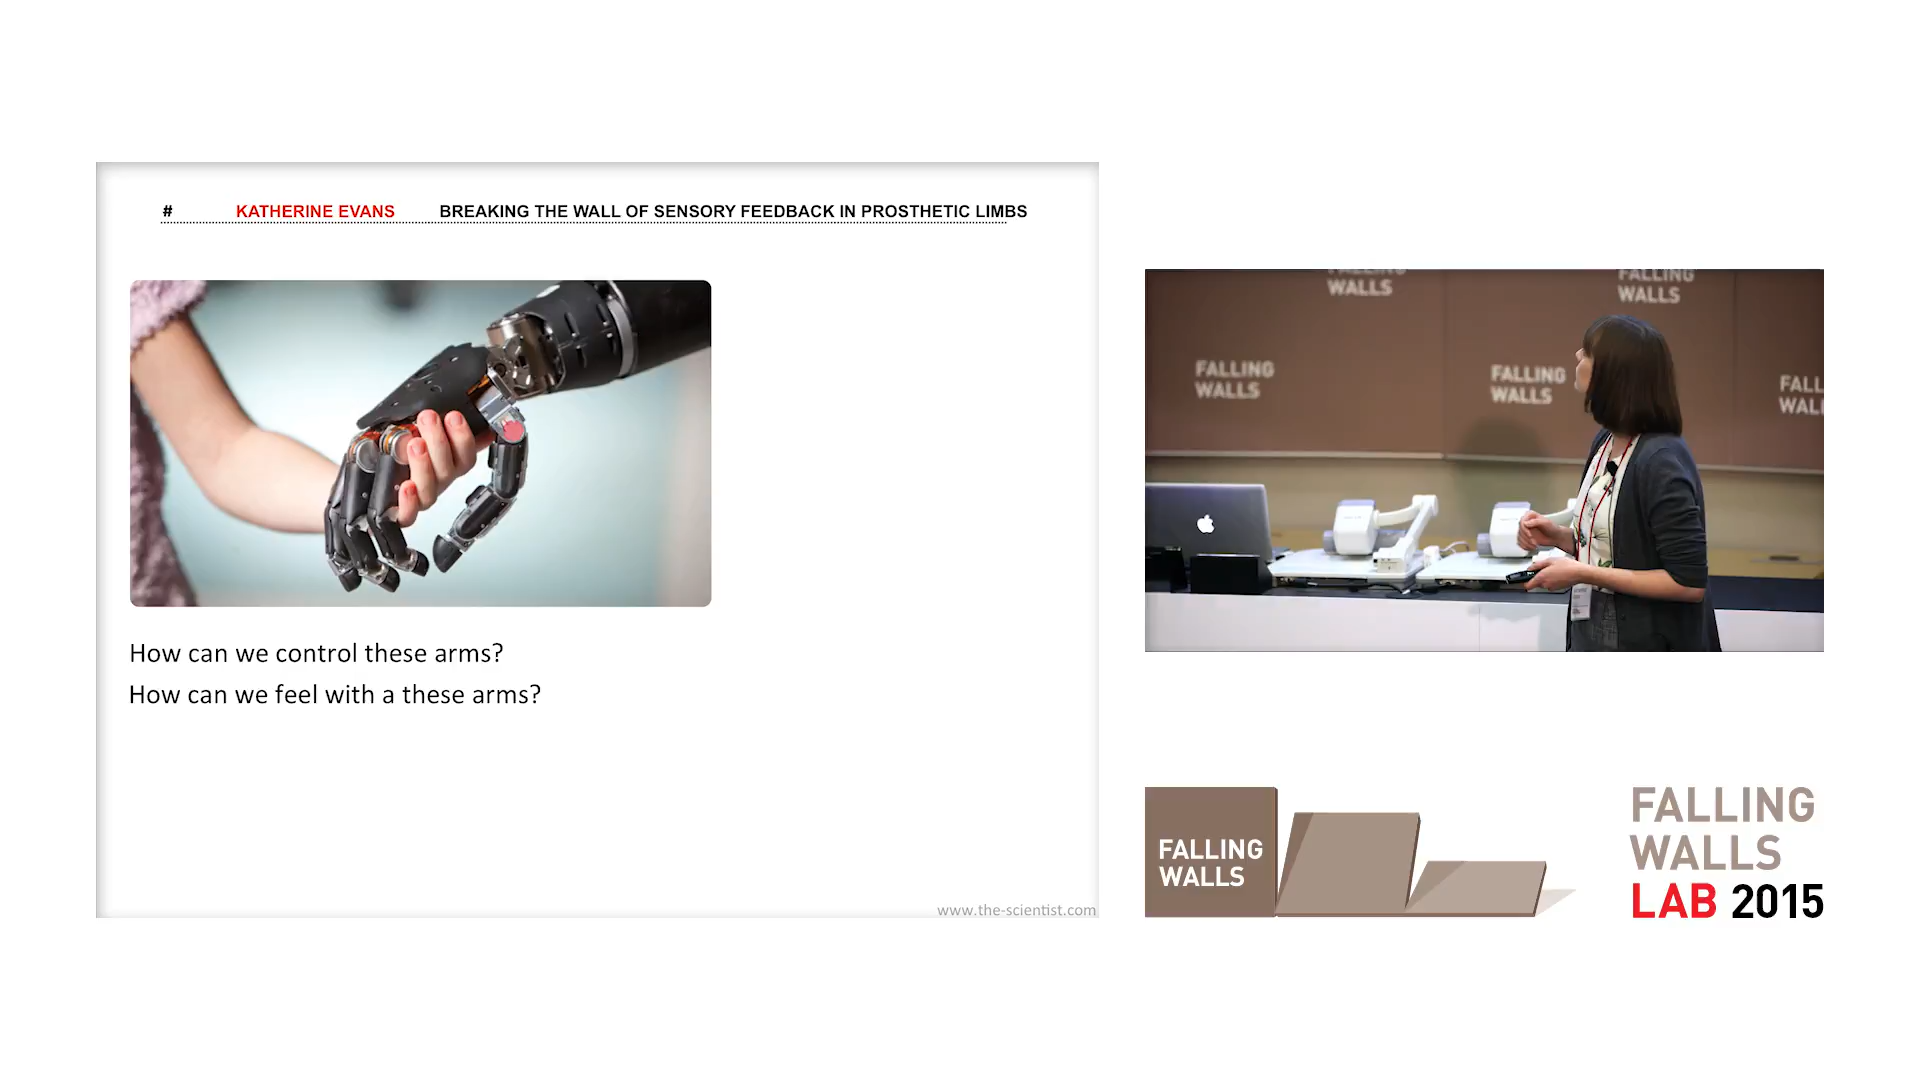 # KATHERINE EVANS BREAKING THE WALL OF SENSORY FEEDBACK IN PROSTHETIC LIMBS
How can we control these arms?
How can we feel with a these arms?
www.the-scientist.com
FALLING
WALLS
FALLING
WALLS
FALLING
WALLS
FALLING
WALLS
FALL
WAL
FALLING
WALLS
FALLING
WALLS
LAB 2015